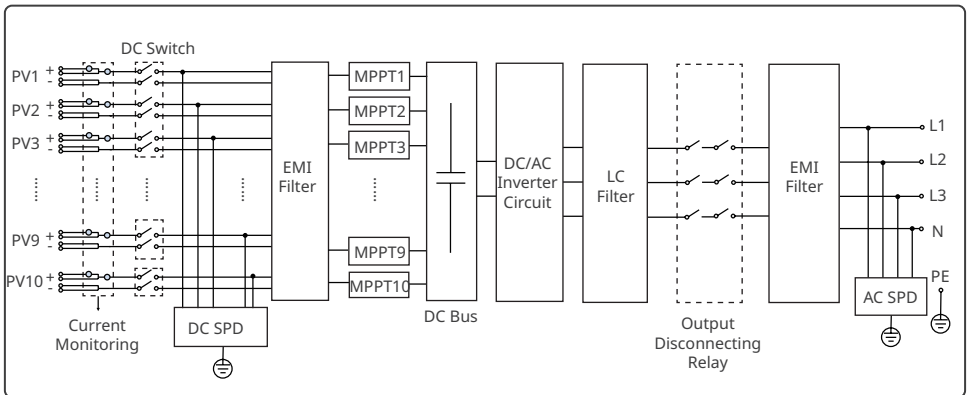 DC Switch
PV1 + -
PV2 + -
PV3 + -
PV9 + -
PV10 + -
Current
Monitoring
DC SPD
EMI
Filter
MPPT1
MPPT2
MPPT3
MPPT9
MPPT10
DC Bus
DC/AC
Inverter
Circuit
LC
Filter
Output
Disconnecting
Relay
EMI
Filter
L1
L2
L3
N
PE
AC SPD